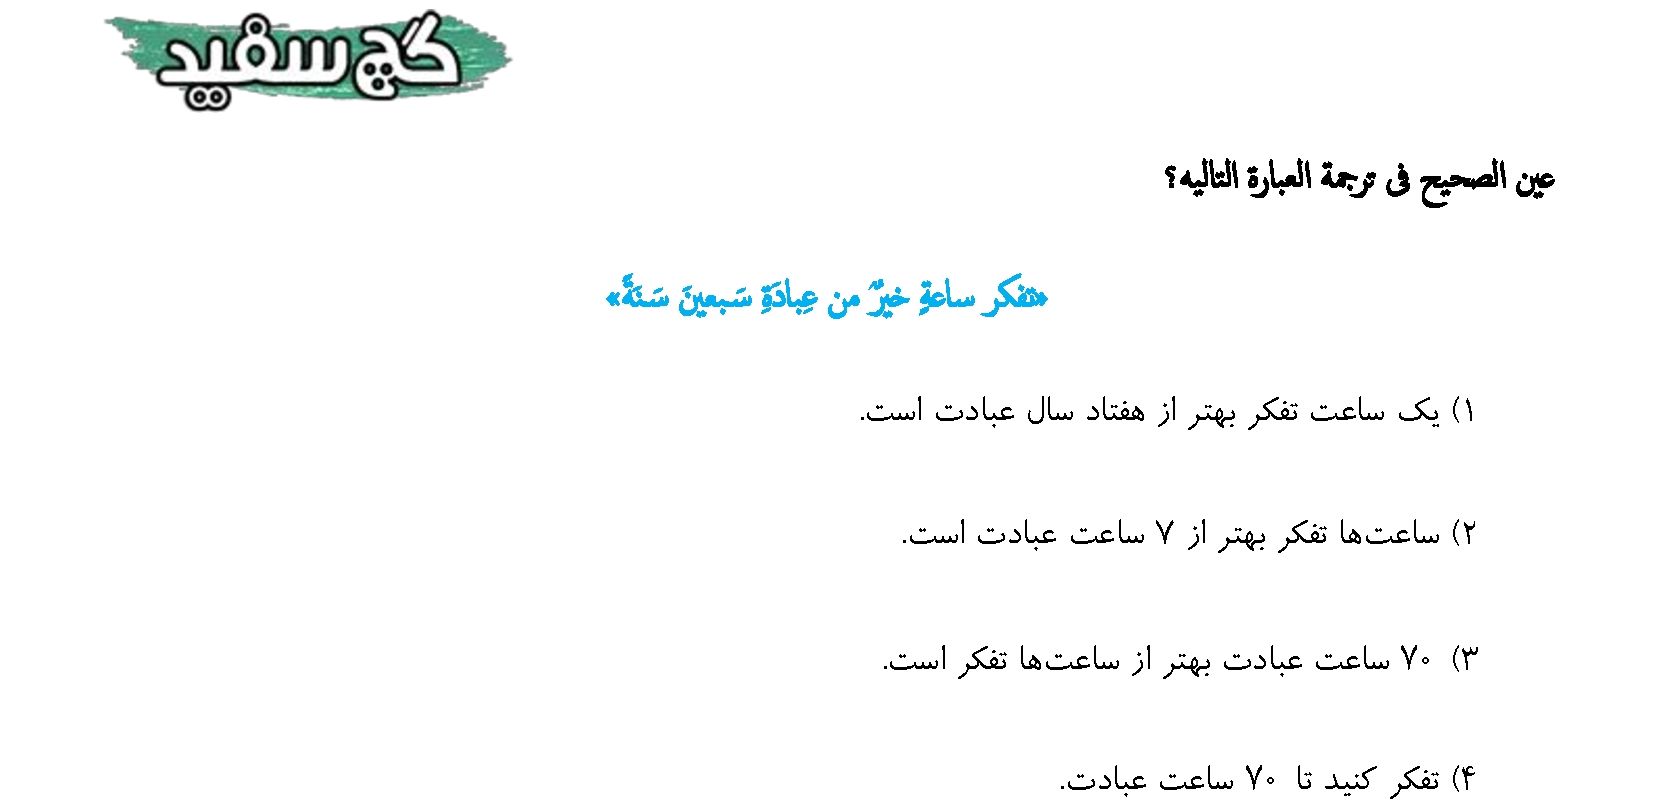 گچ سفید
عین الصحیح فی ترجمة العبارة التالیه؟
«تفکر ساعةٍ خیرٌ من عِبادَةِ سَبعینَ سَنَةً»
۱) یک ساعت تفکر بهتر از هفتاد سال عبادت است.
۲) ساعت‌ها تفکر بهتر از ۷ ساعت عبادت است.
۳) ۷۰ ساعت عبادت بهتر از ساعت‌ها تفکر است.
۴) تفکر کنید تا ۷۰ ساعت عبادت.